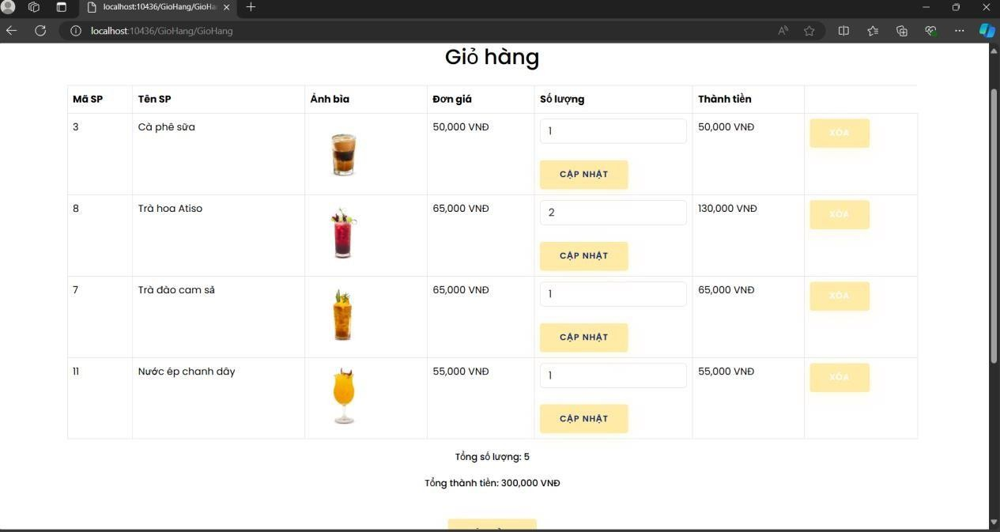 localhost:10436/GioHang/GioHa
localhost:10436/GioHang/GioHang
Giỏ hàng
Mã SP Tên SP Ảnh bìa Đơn giá Số lượng Thành tiền
3 Cà phê sữa 50,000 VNĐ 1 50,000 VNĐ XÓA
CẬP NHẬT
8 Trà hoa Atiso 65,000 VNĐ 2 130,000 VNĐ XÓA
CẬP NHẬT
7 Trà đào cam sả 65,000 VNĐ 1 65,000 VNĐ XÓA
CẬP NHẬT
11 Nước ép chanh dây 55,000 VNĐ 1 55,000 VNĐ XÓA
CẬP NHẬT
Tổng số lượng: 5
Tổng thành tiền: 300,000 VNĐ